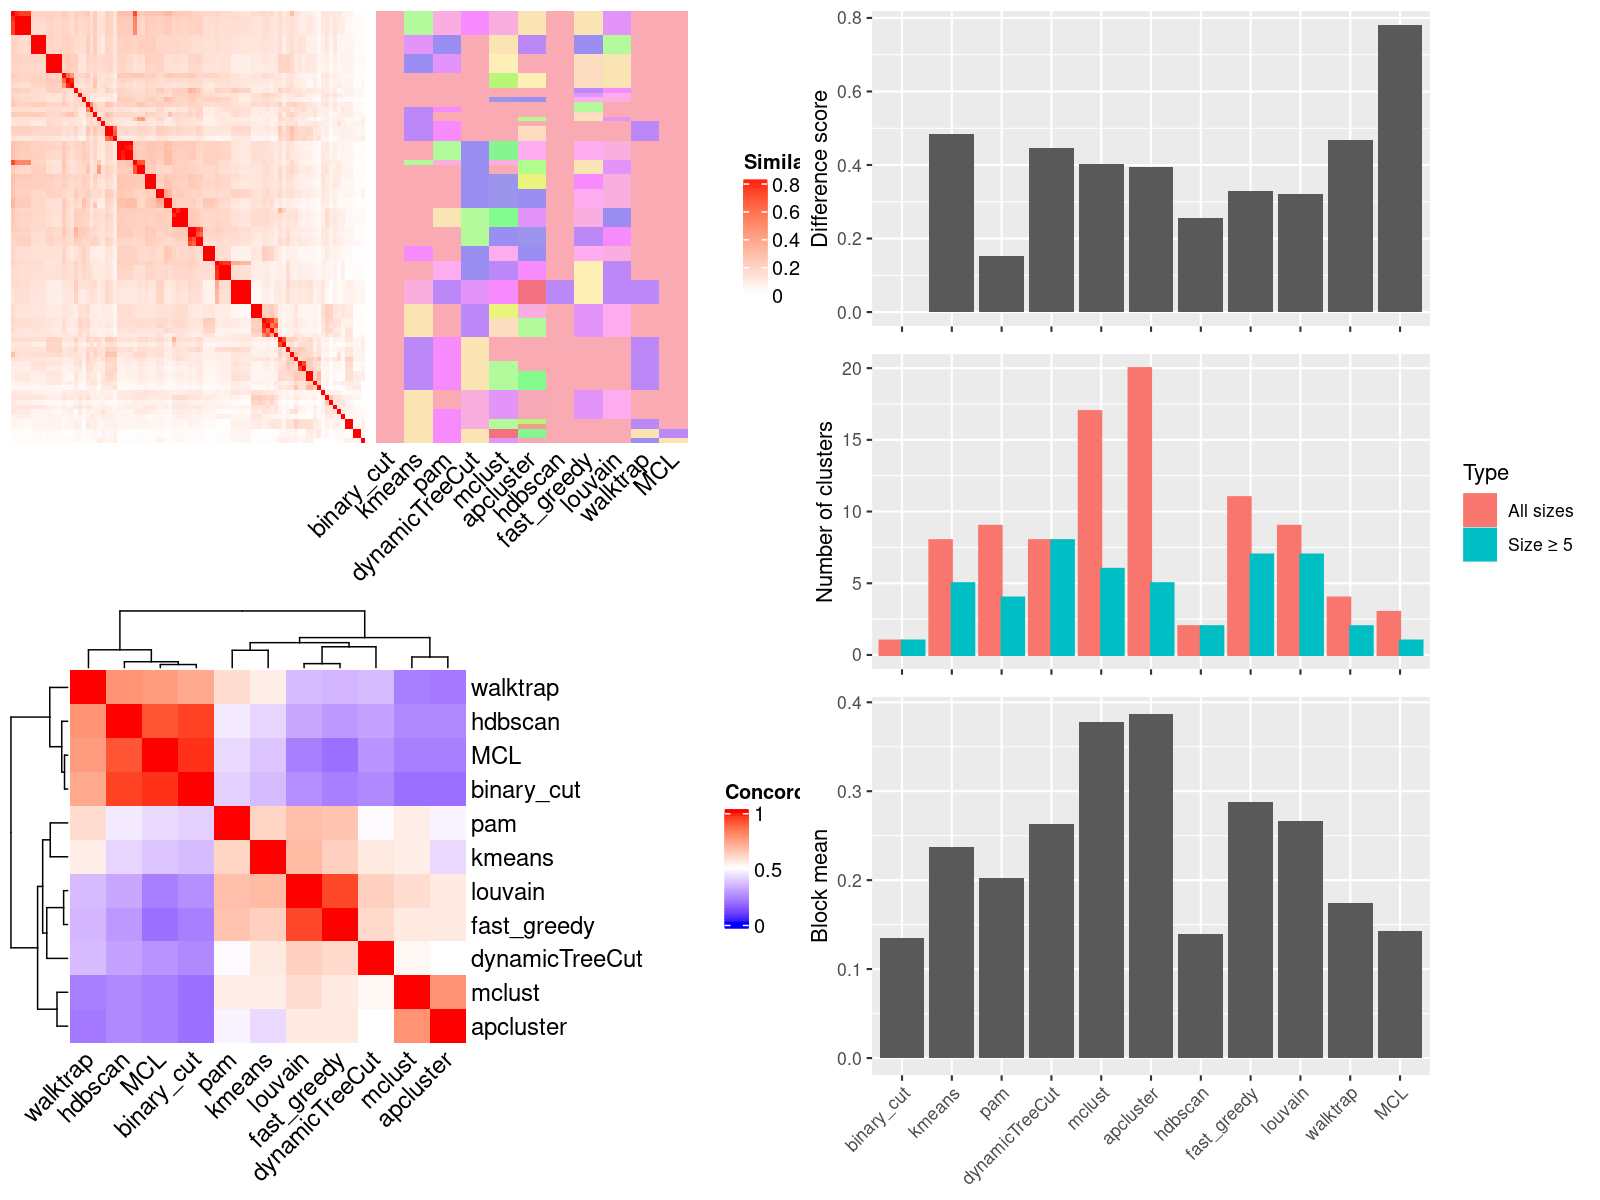 Simila
0.8
0.6
0.4
0.2
0
binary_cut
kmeans
pam
dynamicTreeCut
mclust
apcluster
hdbscan
fast_greedy
louvain
walktrap
MCL
Difference score
0.8
0.6
0.4
0.2
0.0
Number of clusters
20
15
10
5
0
Type
All sizes
Size ≥ 5
walktrap
hdbscan
MCL
binary_cut
pam
kmeans
louvain
fast_greedy
dynamicTreeCut
mclust
apcluster
walktrap
hdbscan
MCL
binary_cut
pam
kmeans
louvain
fast_greedy
dynamicTreeCut
mclust
apcluster
Concord
1
0.5
0
Block mean
0.4
0.3
0.2
0.1
0.0
binary_cut
kmeans
pam
dynamicTreeCut
mclust
apcluster
hdbscan
fast_greedy
louvain
walktrap
MCL